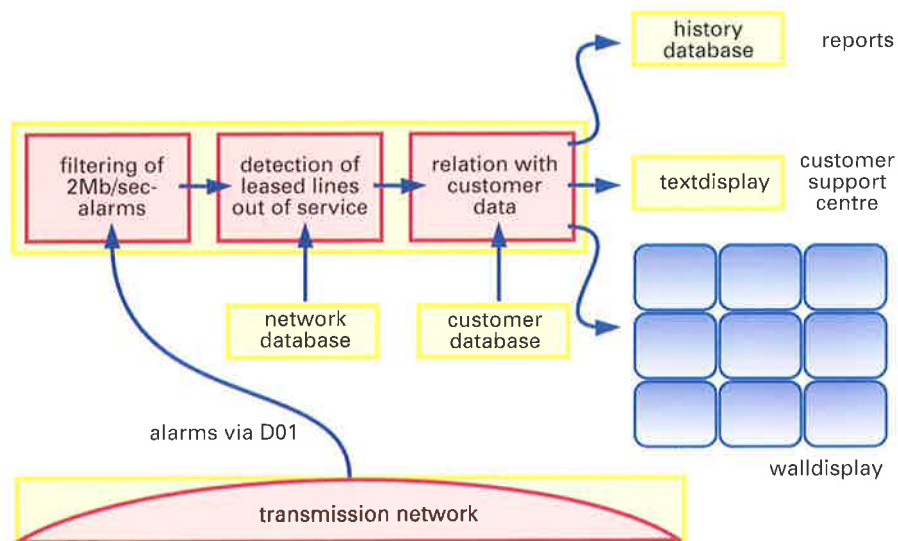 history
database
reports
filtering of
2Mb/sec-
alarms
detection of
leased lines
out of service
relation with
customer
data
textdisplay
customer
support
centre
network
database
customer
database
alarms via D01
walldisplay
transmission network